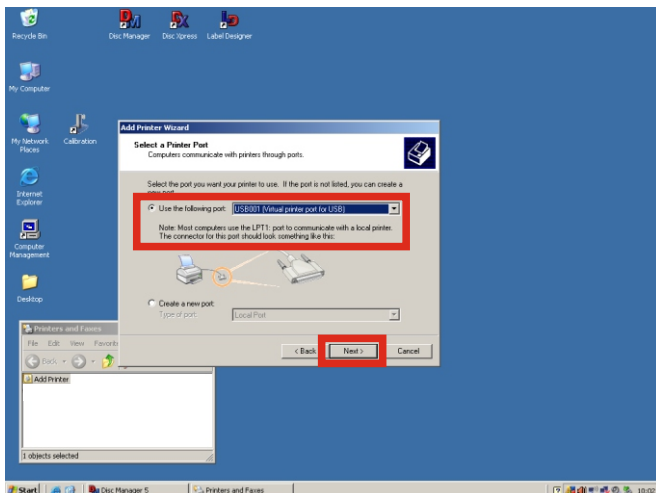 Recycle Bin
Disc Manager
Disc Xpress
Label Designer
My Computer
My Network
Places
Calibration
Internet
Explorer
Computer
Management
Desktop
Add Printer Wizard
Select a Printer Port
Computers communicate with printers through ports.
Select the port you want your printer to use. If the port is not listed, you can create a
new port.
Use the following port: USB001 (Virtual printer port for USB)
Note: Most computers use the LPT1: port to communicate with a local printer.
The connector for this port should look something like this:
Create a new port:
Type of port: Local Port
< Back Next > Cancel
Printers and Faxes
File Edit View Favorit
Back
Add Printer
1 objects selected
Start Disc Manager 5 Printers and Faxes 10:02